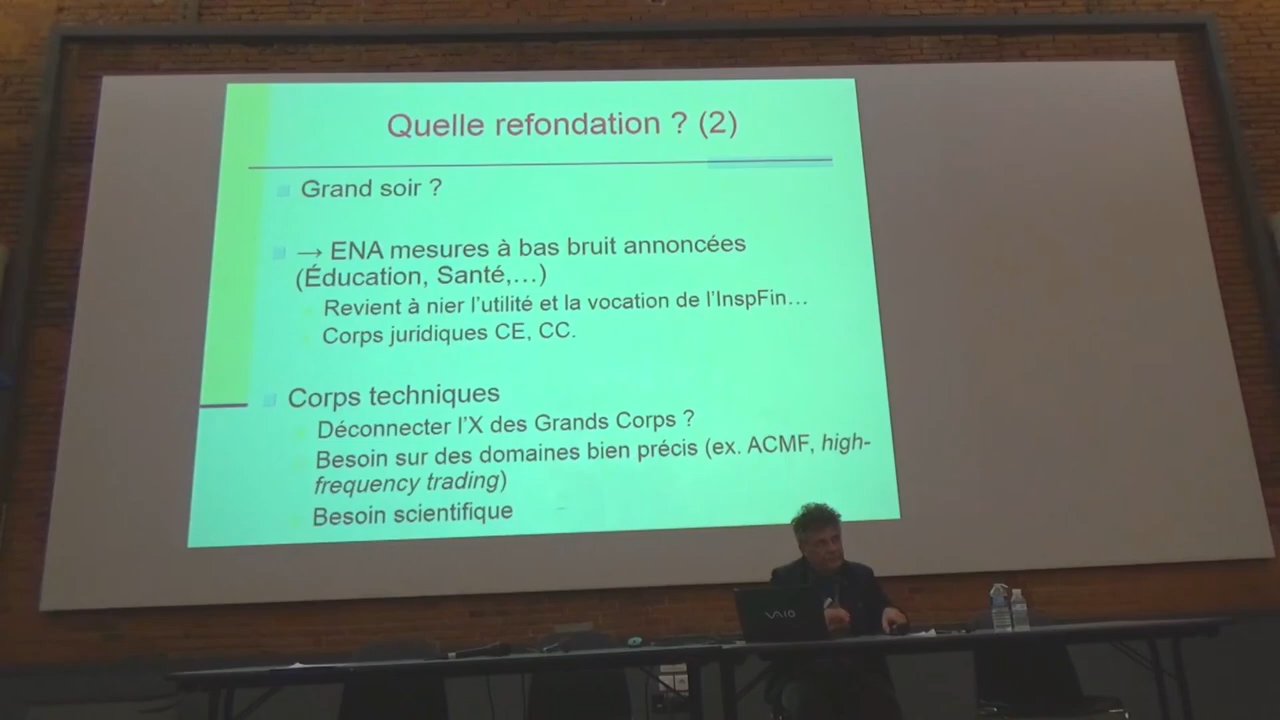 Quelle refondation ? (2)
Grand soir ?
→ ENA mesures à bas bruit annoncées
(Éducation, Santé,…)
Revient à nier l'utilité et la vocation de l'InspFin…
Corps juridiques CE, CC.
Corps techniques
Déconnecter l'X des Grands Corps ?
Besoin sur des domaines bien précis (ex. ACMF, high-
frequency trading)
Besoin scientifique
VAIO